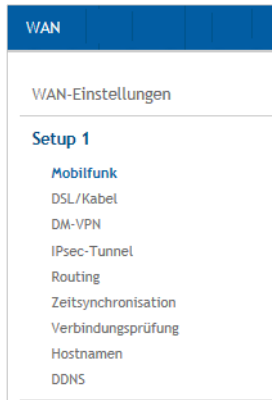 WAN
WAN-Einstellungen
Setup 1
Mobilfunk
DSL/Kabel
DM-VPN
IPsec-Tunnel
Routing
Zeitsynchronisation
Verbindungsprüfung
Hostnamen
DDNS